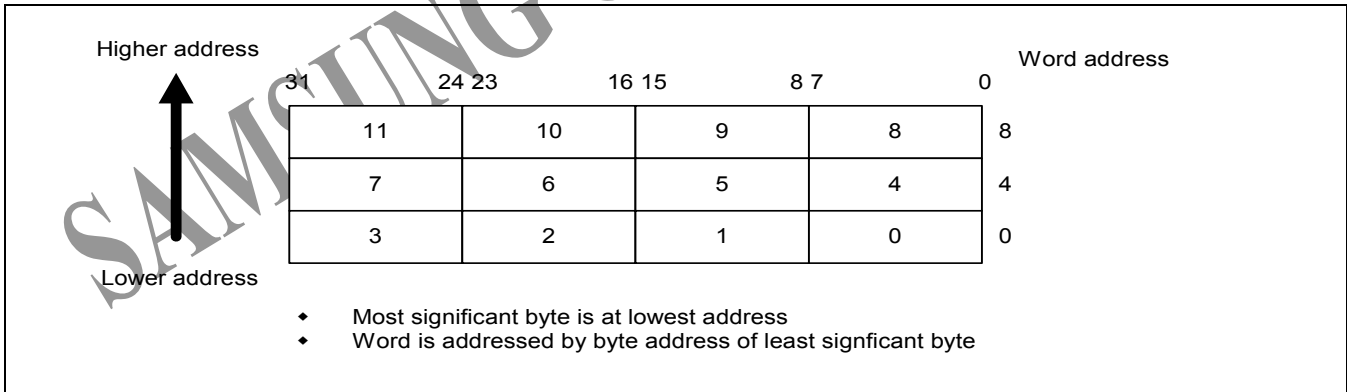 Higher address
Word address
31 24 23 16 15 8 7 0
11 10 9 8 8
7 6 5 4 4
3 2 1 0 0
Lower address
◆ Most significant byte is at lowest address
◆ Word is addressed by byte address of least signficant byte
SAMSUNG